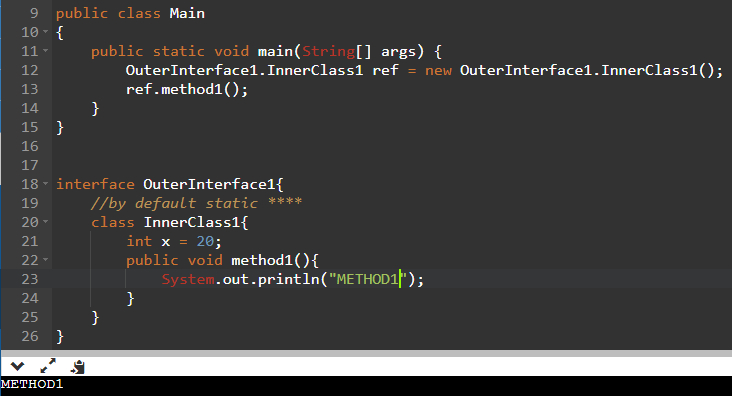 9 public class Main
10 {
11     public static void main(String[] args) {
12         OuterInterface1.InnerClass1 ref = new OuterInterface1.InnerClass1();
13         ref.method1();
14     }
15 }
16
17
18 interface OuterInterface1{
19     //by default static ****
20     class InnerClass1{
21         int x = 20;
22         public void method1(){
23             System.out.println("METHOD1");
24         }
25     }
26 }
METHOD1